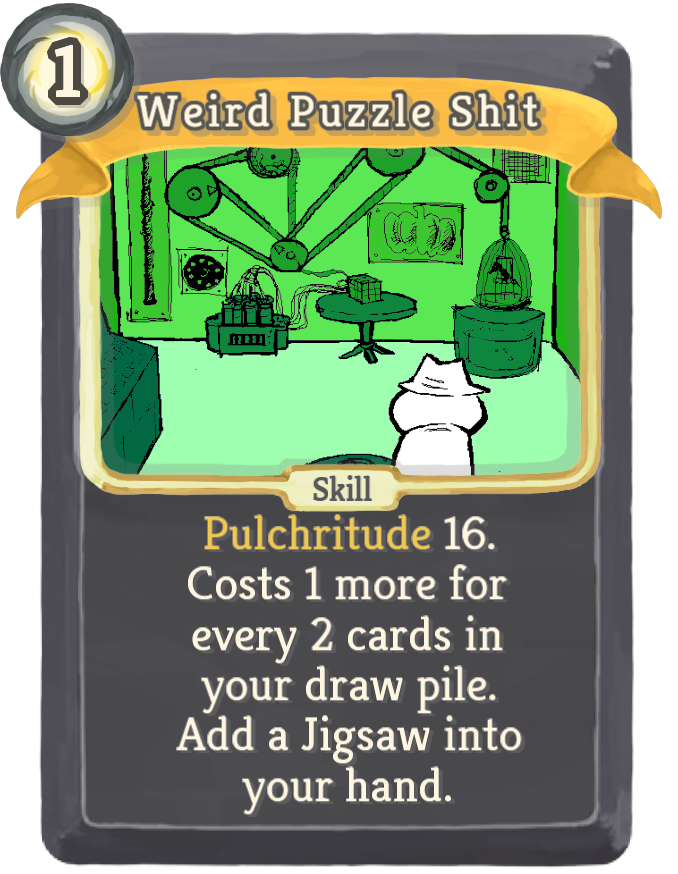 1
Weird Puzzle Shit
Skill
Pulchritude 16.
Costs 1 more for
every 2 cards in
your draw pile.
Add a Jigsaw into
your hand.